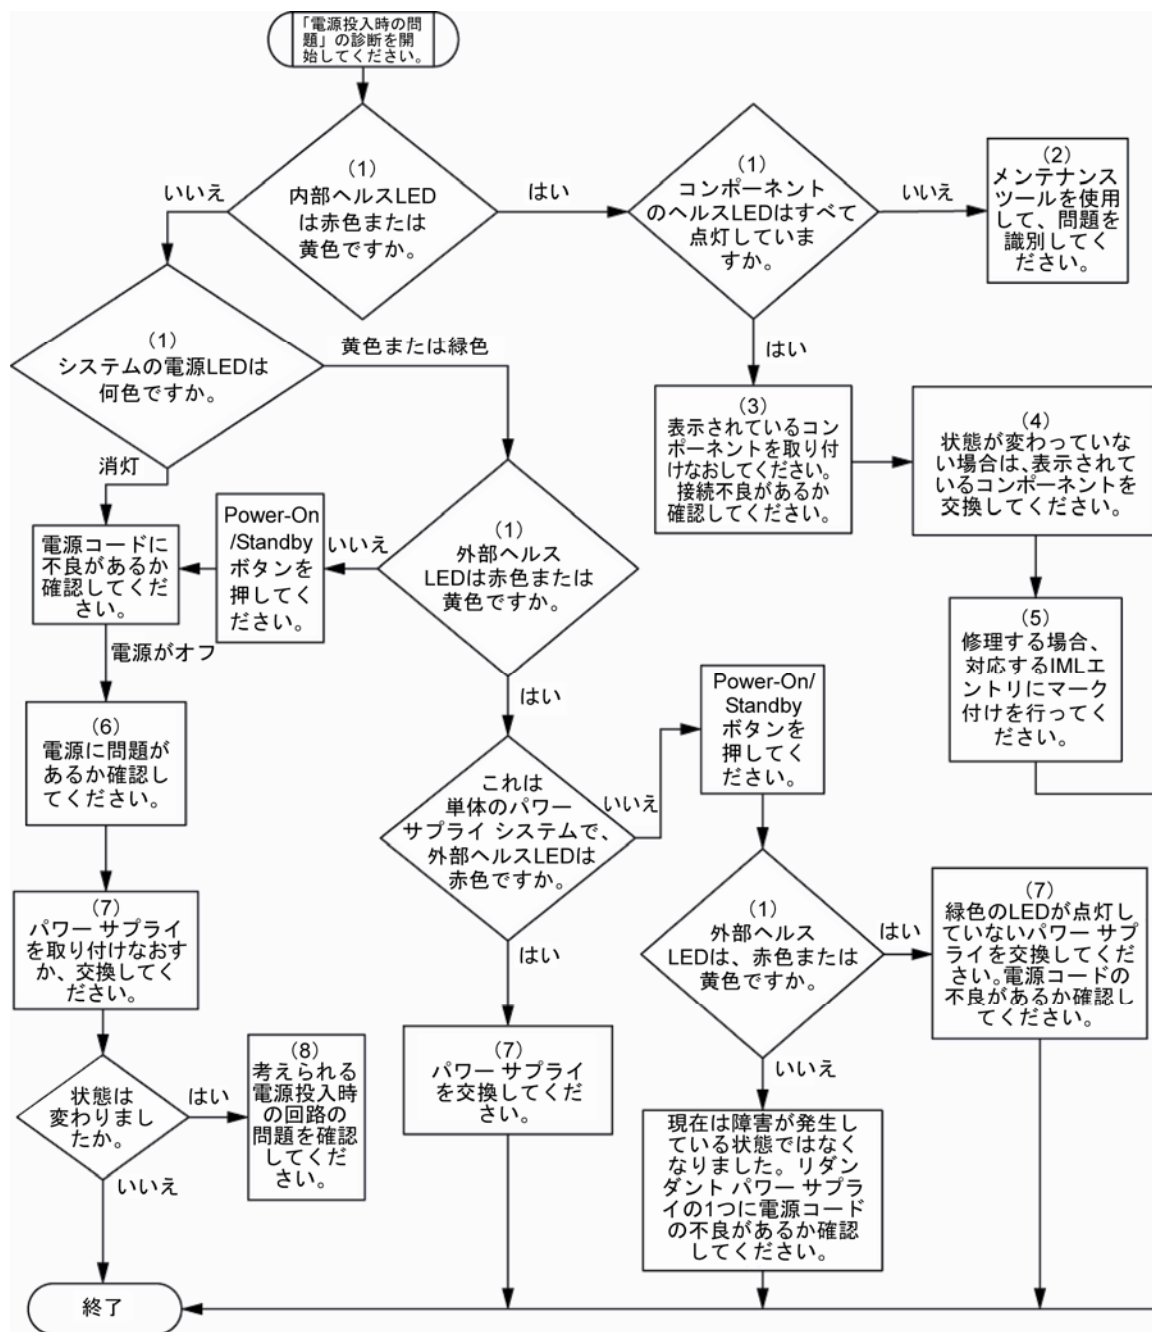 「電源投入時の問
題」の診断を開
始してください。
(1)
内部ヘルスLED
は赤色または
黄色ですか。
いいえ
はい
(1)
コンポーネント
のヘルスLEDはすべて
点灯していま
すか。
いいえ
(2)
メンテナンス
ツールを使用
して、問題を
識別してく
ださい。
はい
(1)
システムの電源LEDは
何色ですか。
黄色または緑色
消灯
(3)
表示されているコン
ポーネントを取り付
けなおしてください。
接続不良があるか
確認してください。
(4)
状態が変わっていな
い場合は、表示されて
いるコンポーネントを
交換してください。
電源コードに
不良があるか
確認してくだ
さい。
Power-On
/Standby
ボタンを
押してく
ださい。
いいえ
(1)
外部ヘルス
LEDは赤色または
黄色ですか。
はい
(5)
修理する場合、
対応するIMLエ
ントリにマーク
付けを行ってく
ださい。
電源がオフ
(6)
電源に問題が
あるか確認し
てください。
これは
単体のパワー
サプライ システムで、
外部ヘルスLEDは
赤色ですか。
いいえ
はい
Power-On/
Standby
ボタンを
押してく
ださい。
(7)
パワー サプライ
を取り付けなおす
か、交換してく
ださい。
(1)
外部ヘルス
LEDは、赤色または
黄色ですか。
はい
いいえ
(7)
緑色のLEDが点灯し
ていないパワー サプ
ライを交換してくだ
さい。電源コードの
不良があるか確認し
てください。
状態は
変わりまし
たか。
はい
いいえ
(8)
考えられる
電源投入時
の回路の
問題を確認
してくだ
さい。
(7)
パワー サプライ
を交換してくだ
さい。
現在は障害が発生し
ている状態ではなく
なりました。リダン
ダント パワー サプラ
イの1つに電源コード
の不良があるか確認
してください。
終了